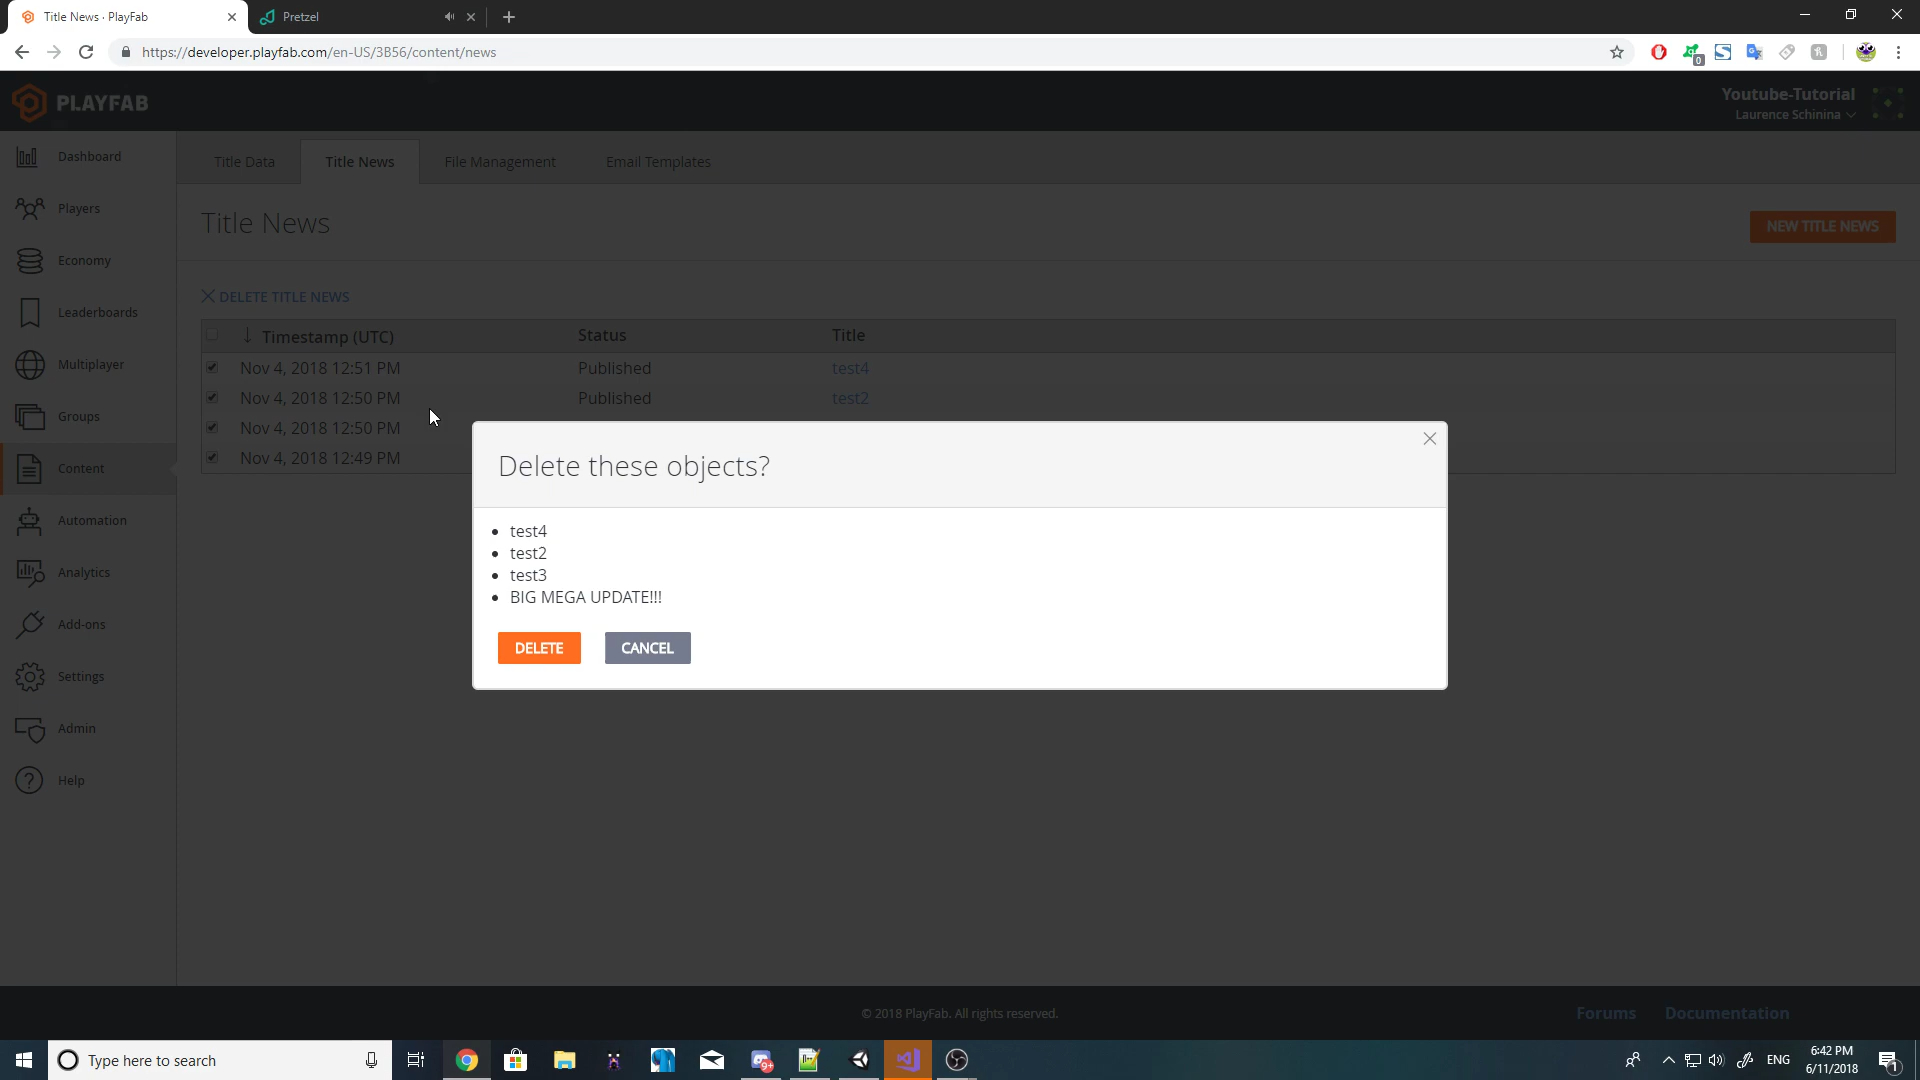 Title News · PlayFab
Pretzel
https://developer.playfab.com/en-US/3B56/content/news
0
PLAYFAB
Youtube-Tutorial
Laurence Schinina
Dashboard
Players
Economy
Leaderboards
Multiplayer
Groups
Content
Automation
Analytics
Add-ons
Settings
Admin
Help
Title Data
Title News
File Management
Email Templates
Title News
NEW TITLE NEWS
DELETE TITLE NEWS
Timestamp (UTC) Status Title
Nov 4, 2018 12:51 PM Published test4
Nov 4, 2018 12:50 PM Published test2
Nov 4, 2018 12:50 PM
Nov 4, 2018 12:49 PM
Delete these objects?
test4
test2
test3
BIG MEGA UPDATE!!!
DELETE
CANCEL
© 2018 PlayFab. All rights reserved.
Forums
Documentation
Type here to search
9+
ENG
6:42 PM
6/11/2018
1